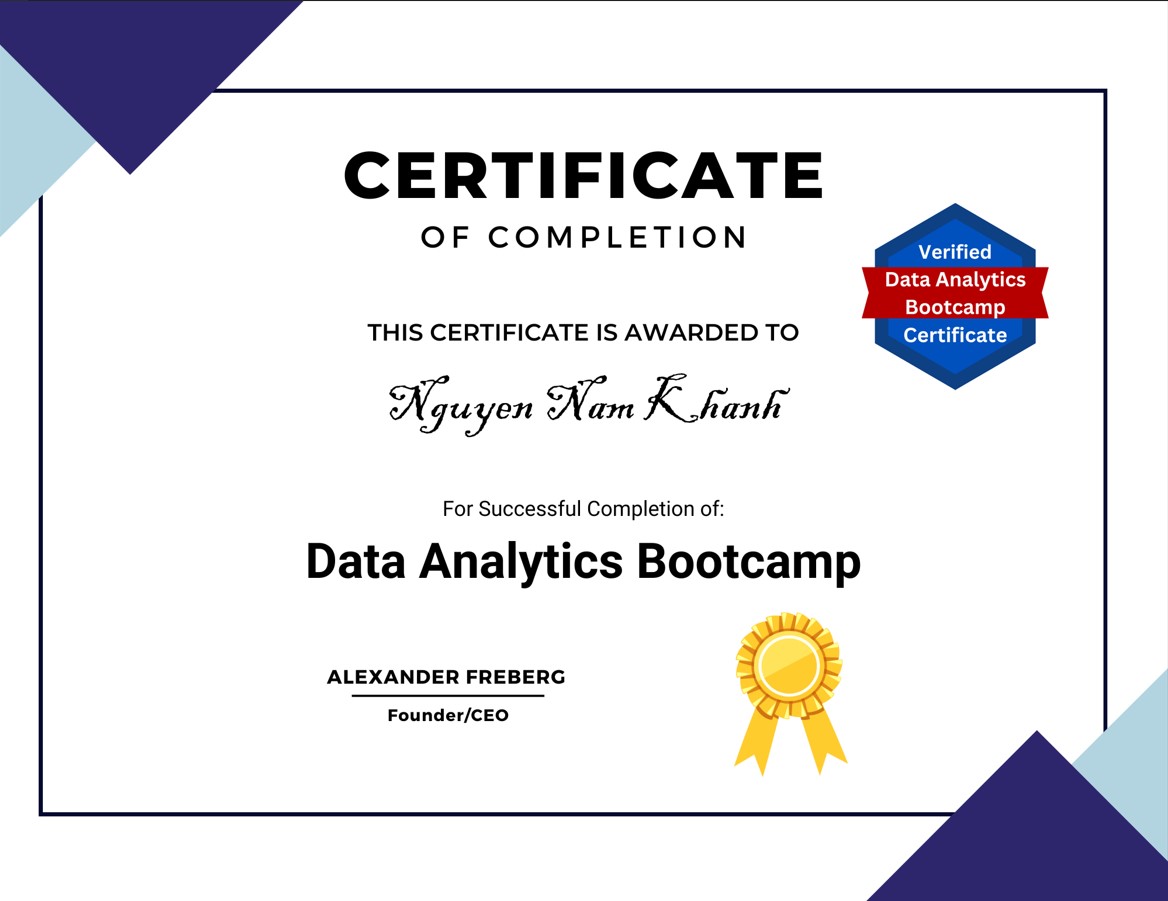 CERTIFICATE
OF COMPLETION
Verified
Data Analytics
Bootcamp
Certificate
THIS CERTIFICATE IS AWARDED TO
Nguyen Nam Khanh
For Successful Completion of:
Data Analytics Bootcamp
ALEXANDER FREBERG
Founder/CEO